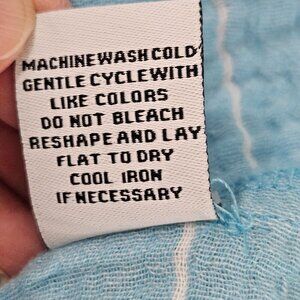 MACHINE WASH COLD
GENTLE CYCLE WITH
LIKE COLORS
DO NOT BLEACH
RESHAPE AND LAY
FLAT TO DRY
COOL IRON
IF NECESSARY